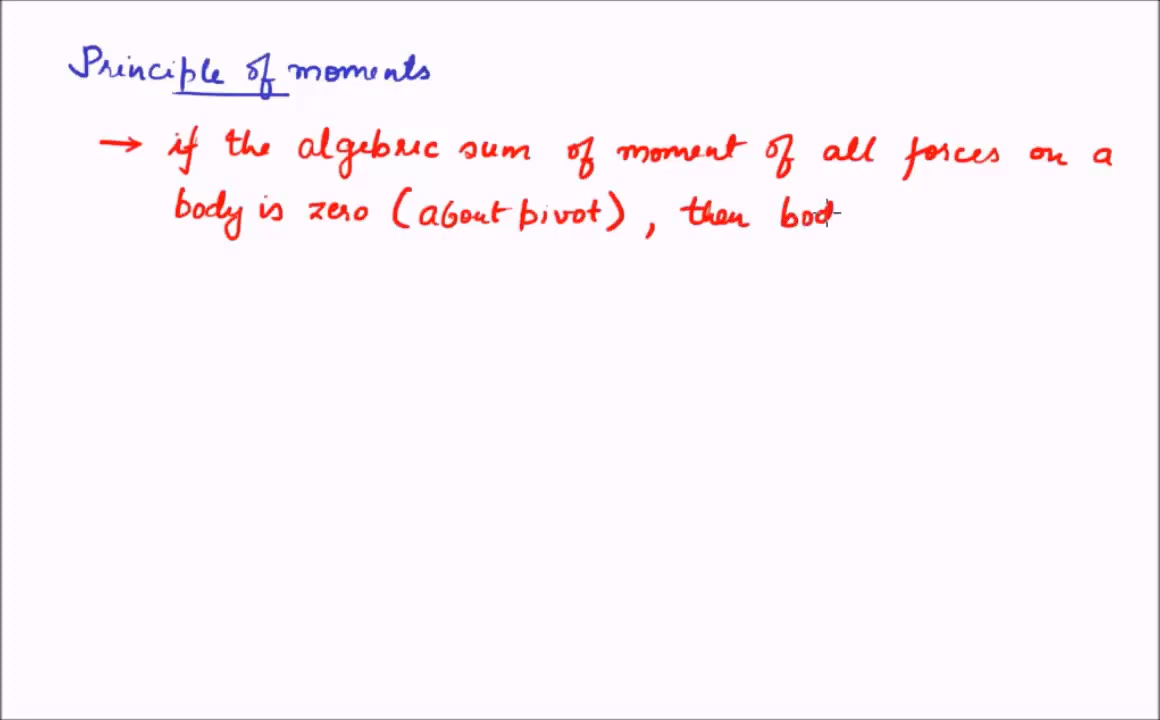 Principle of moments
→ if the algebric sum of moment of all forces on a
body is zero (about pivot), then bod